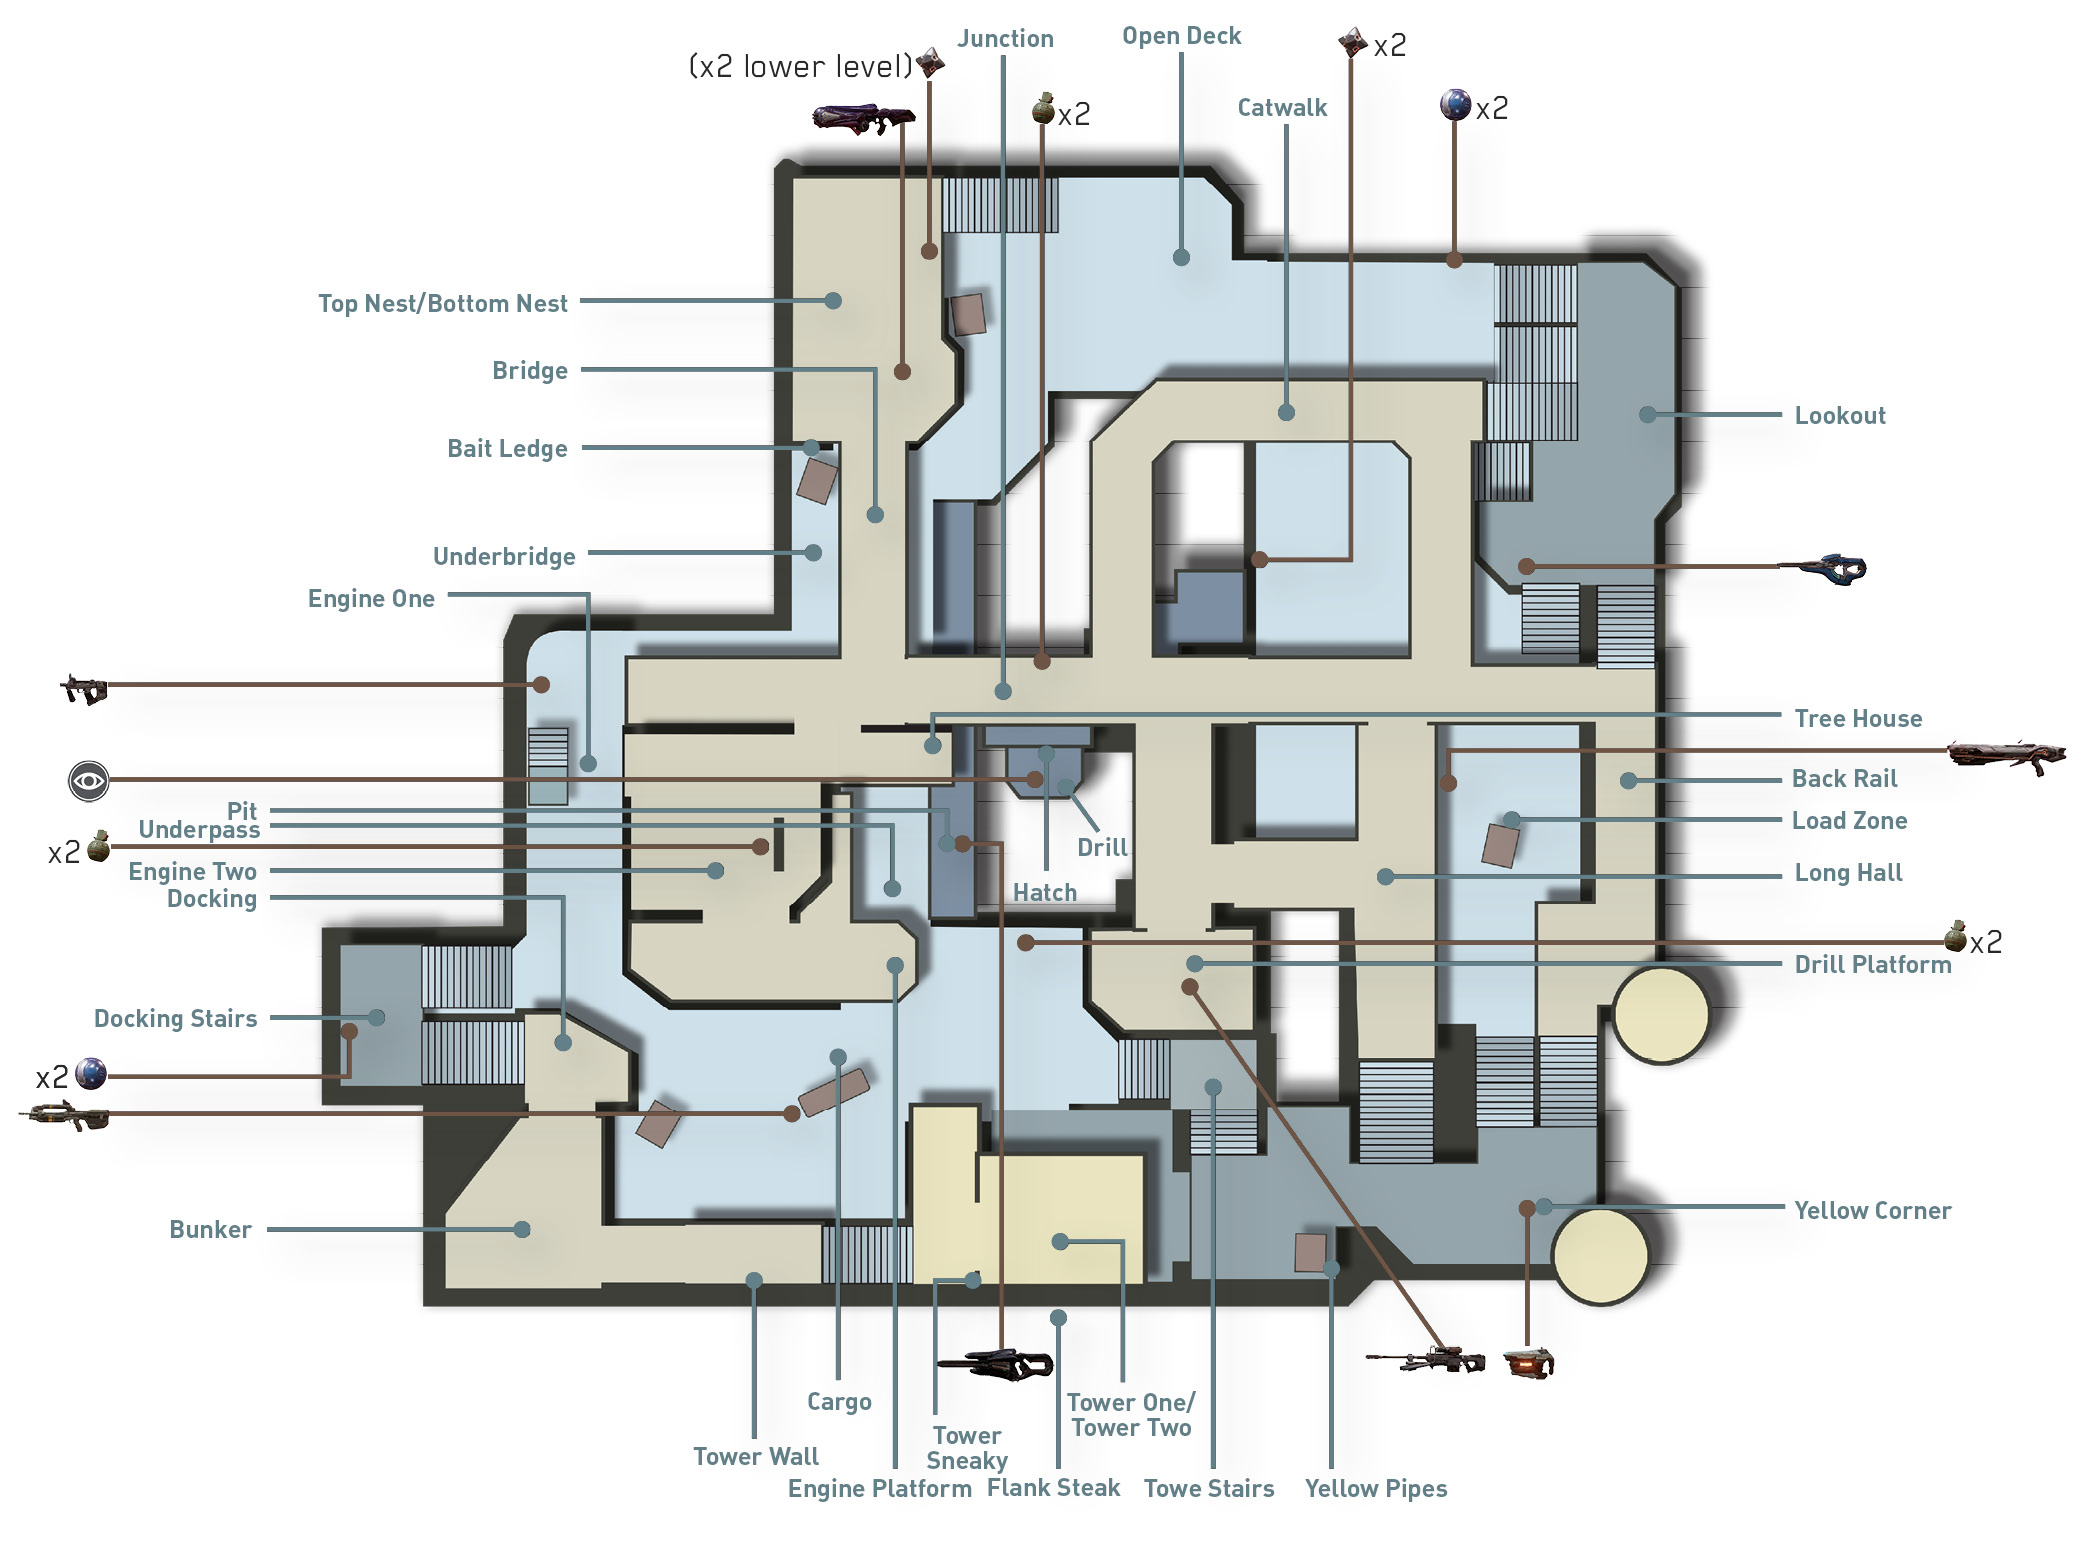 Junction
Open Deck
x2
(x2 lower level)
x2
Catwalk
x2
Top Nest/Bottom Nest
Bridge
Lookout
Bait Ledge
Underbridge
Engine One
Tree House
Back Rail
Pit
Load Zone
Underpass
Drill
x2
Engine Two
Long Hall
Hatch
Docking
x2
Drill Platform
Docking Stairs
x2
Yellow Corner
Bunker
Cargo
Tower One/
Tower Two
Tower
Sneaky
Tower Wall
Engine Platform
Flank Steak
Towe Stairs
Yellow Pipes